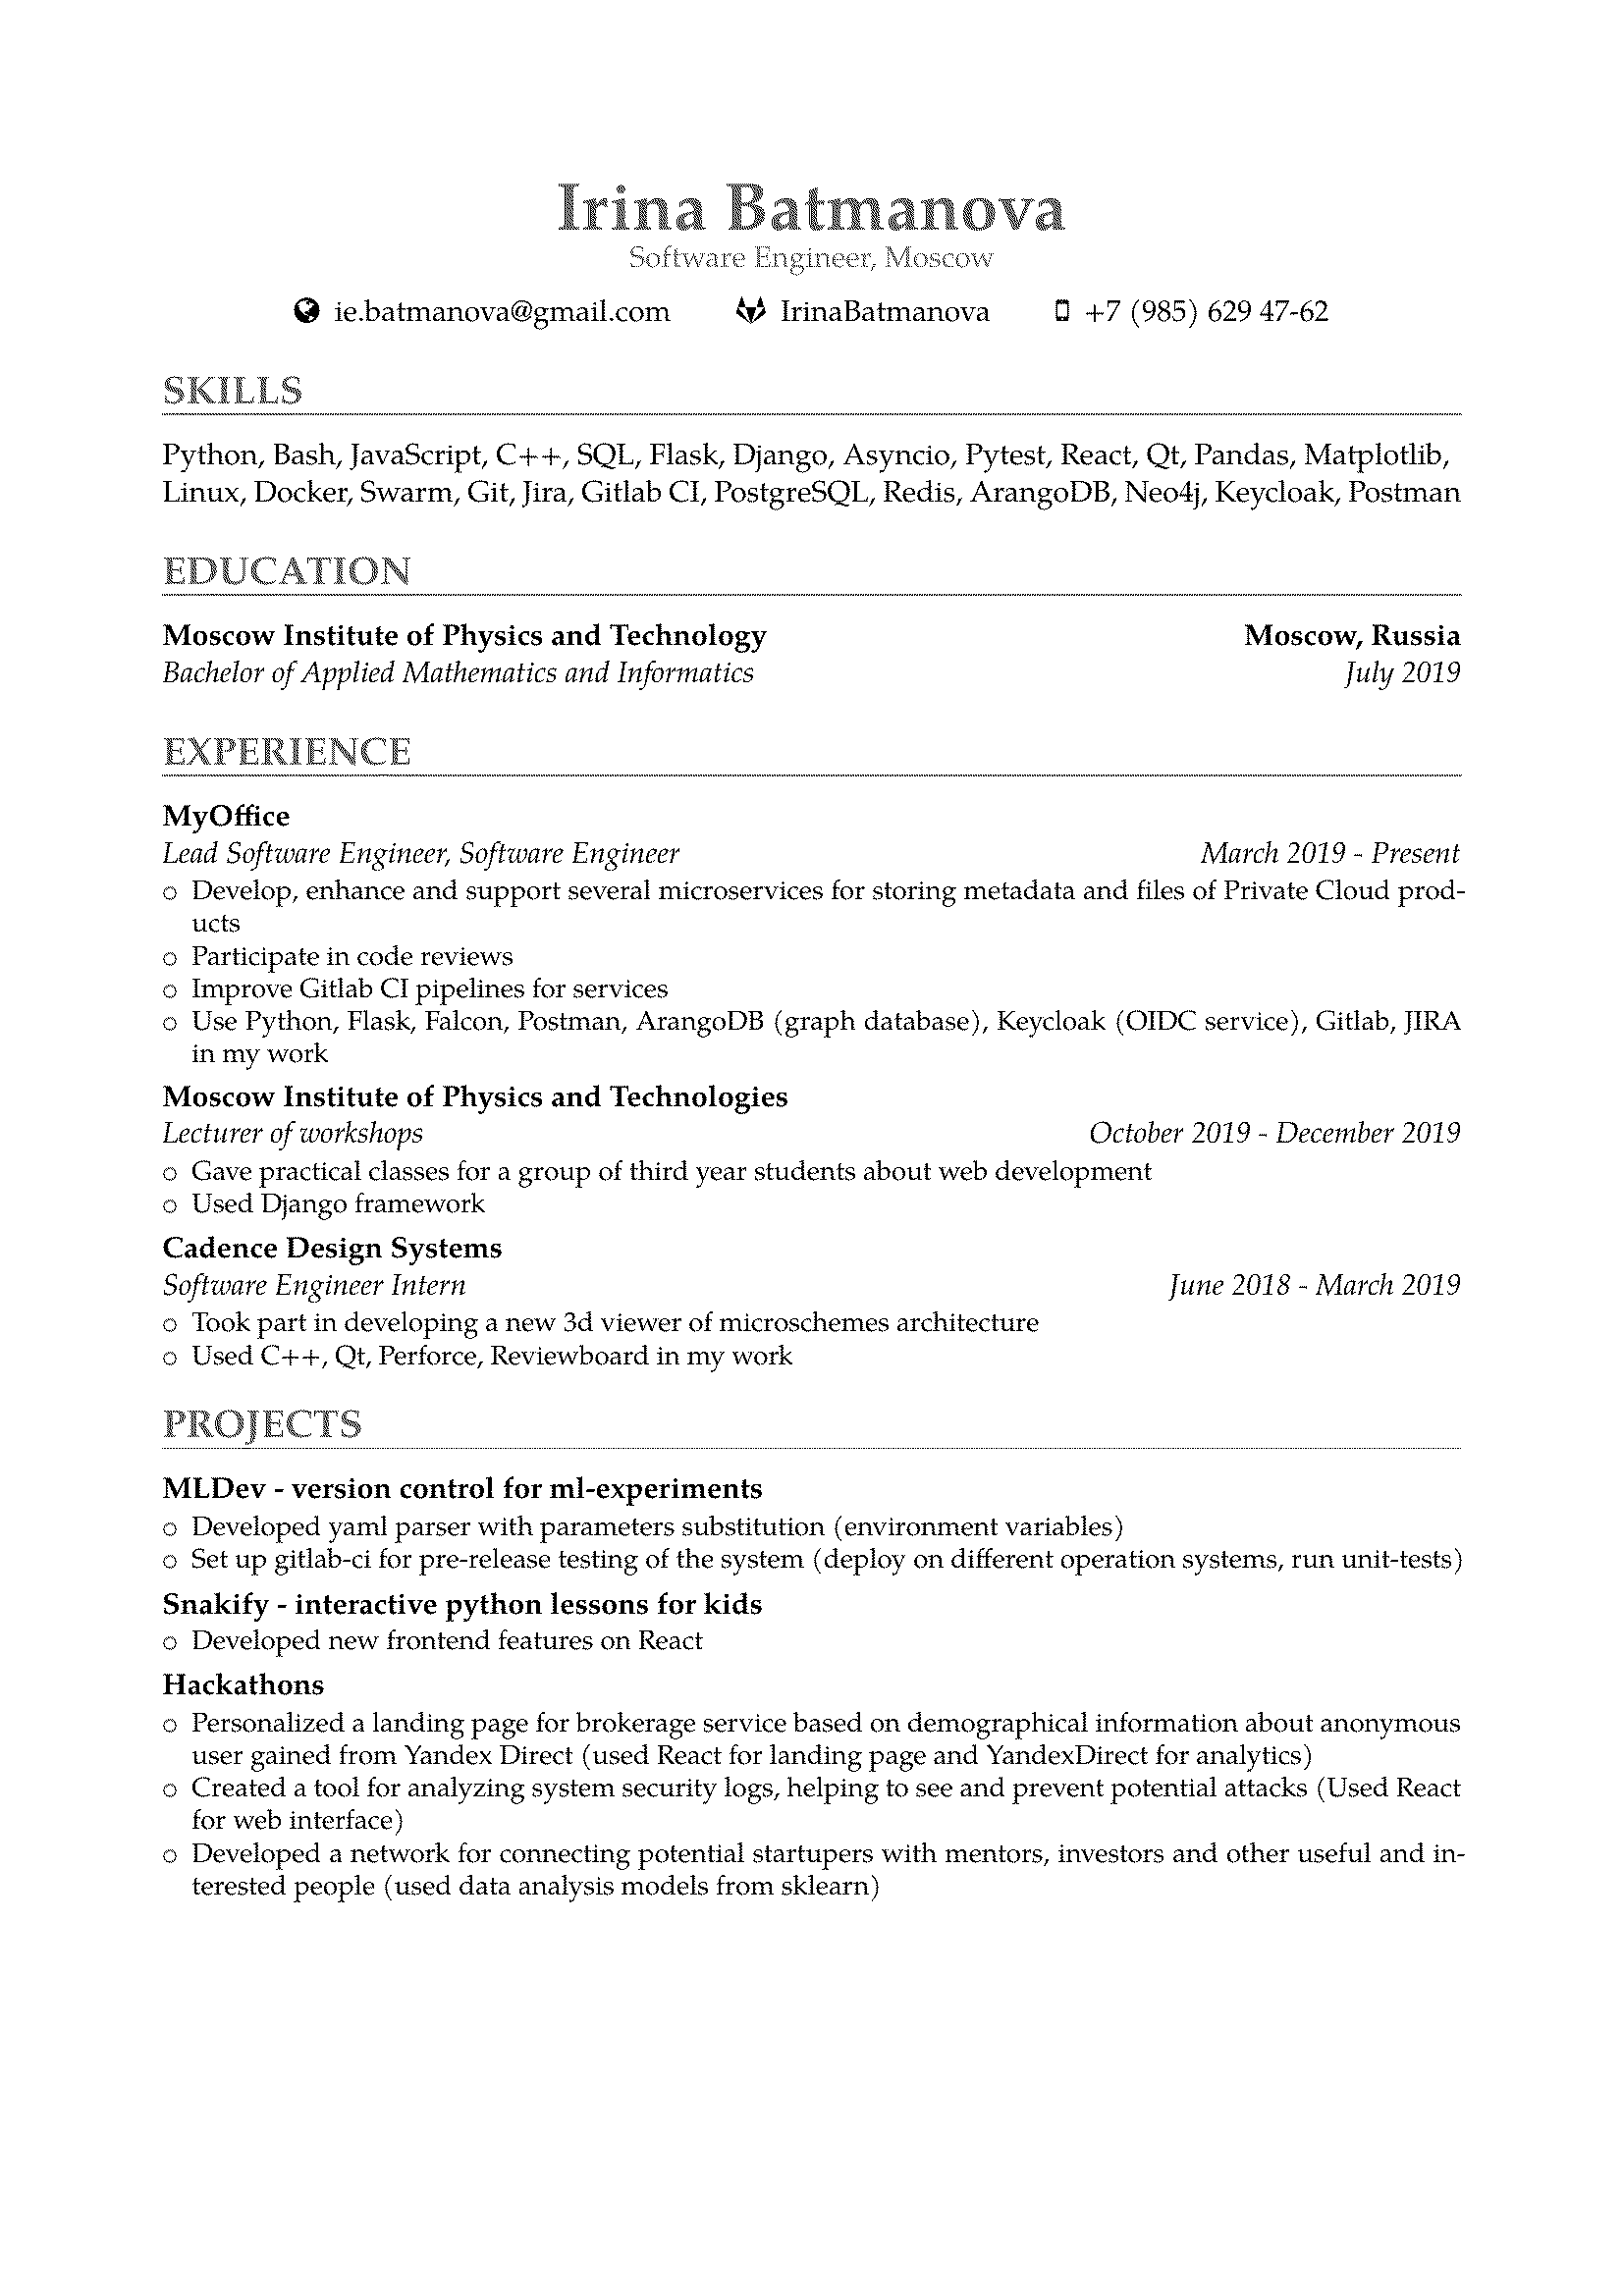 Irina Batmanova
Software Engineer, Moscow
ie.batmanova@gmail.com IrinaBatmanova +7 (985) 629 47-62
SKILLS
Python, Bash, JavaScript, C++, SQL, Flask, Django, Asyncio, Pytest, React, Qt, Pandas, Matplotlib,
Linux, Docker, Swarm, Git, Jira, Gitlab CI, PostgreSQL, Redis, ArangoDB, Neo4j, Keycloak, Postman
EDUCATION
Moscow Institute of Physics and Technology Moscow, Russia
Bachelor of Applied Mathematics and Informatics July 2019
EXPERIENCE
MyOffice
Lead Software Engineer, Software Engineer March 2019 - Present
○ Develop, enhance and support several microservices for storing metadata and files of Private Cloud prod-
ucts
○ Participate in code reviews
○ Improve Gitlab CI pipelines for services
○ Use Python, Flask, Falcon, Postman, ArangoDB (graph database), Keycloak (OIDC service), Gitlab, JIRA
in my work
Moscow Institute of Physics and Technologies
Lecturer of workshops October 2019 - December 2019
○ Gave practical classes for a group of third year students about web development
○ Used Django framework
Cadence Design Systems
Software Engineer Intern June 2018 - March 2019
○ Took part in developing a new 3d viewer of microschemes architecture
○ Used C++, Qt, Perforce, Reviewboard in my work
PROJECTS
MLDev - version control for ml-experiments
○ Developed yaml parser with parameters substitution (environment variables)
○ Set up gitlab-ci for pre-release testing of the system (deploy on different operation systems, run unit-tests)
Snakify - interactive python lessons for kids
○ Developed new frontend features on React
Hackathons
○ Personalized a landing page for brokerage service based on demographical information about anonymous
user gained from Yandex Direct (used React for landing page and YandexDirect for analytics)
○ Created a tool for analyzing system security logs, helping to see and prevent potential attacks (Used React
for web interface)
○ Developed a network for connecting potential startupers with mentors, investors and other useful and in-
terested people (used data analysis models from sklearn)